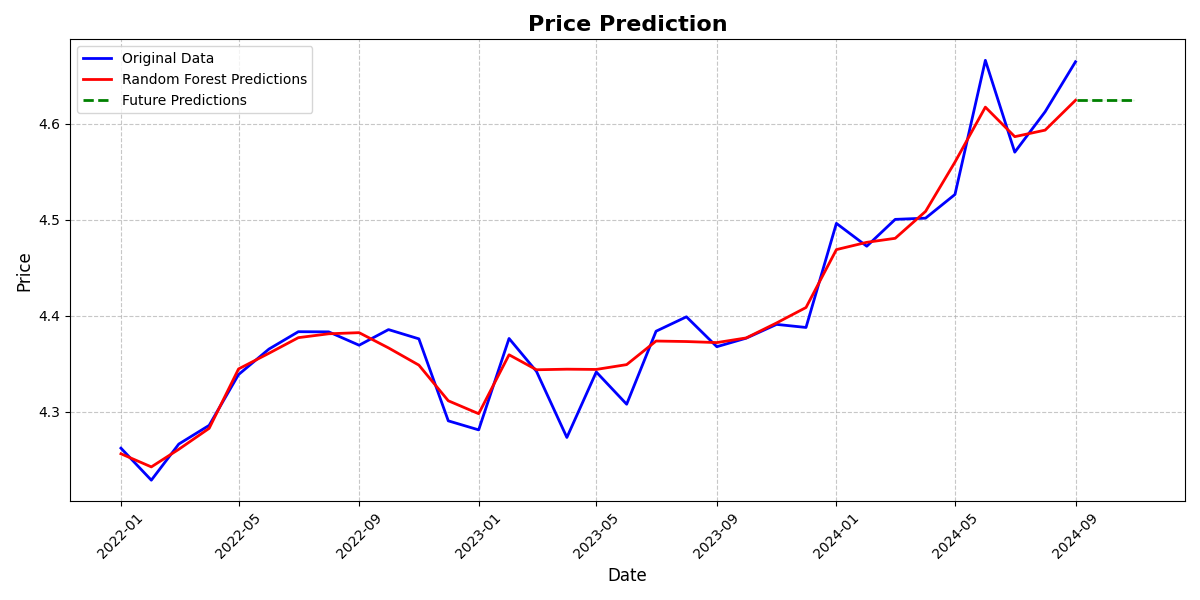 Price Prediction
Original Data
Random Forest Predictions
Future Predictions
Price
4.6
4.5
4.4
4.3
2022-01
2022-05
2022-09
2023-01
2023-05
2023-09
2024-01
2024-05
2024-09
Date